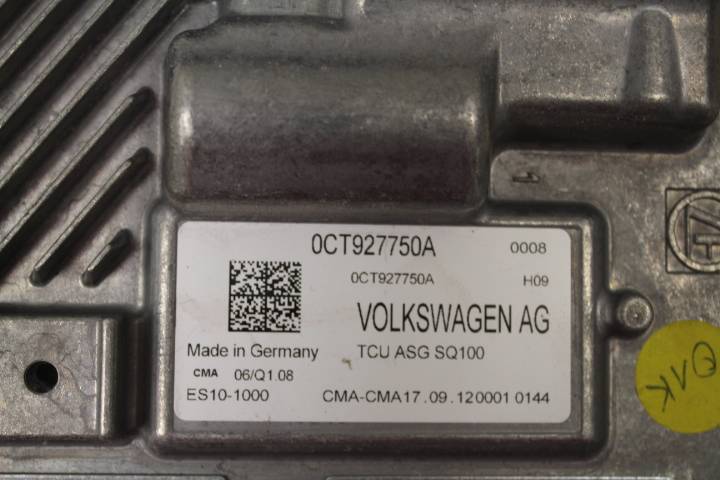 1
0CT927750A 0008
0CT927750A H09
VOLKSWAGEN AG
Made in Germany TCU ASG SQ100
CMA 06/Q1.08
ES10-1000 CMA-CMA17.09.120001 0144